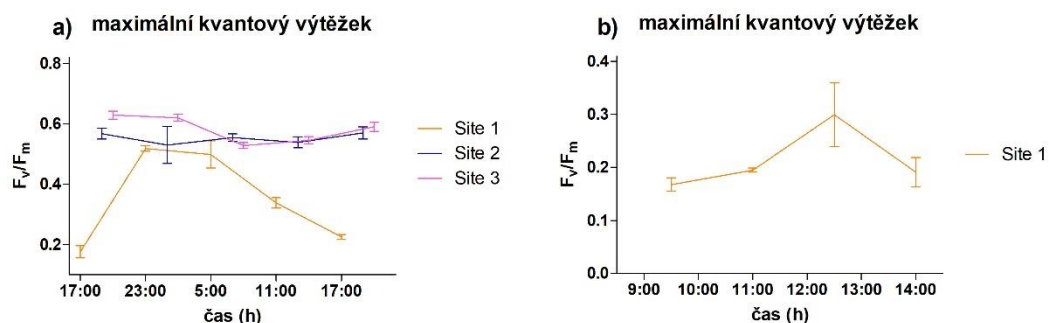 a) maximální kvantový výtěžek
0.8
0.6
0.4
0.2
Fv/Fm
17:00 23:00 5:00 11:00 17:00
čas (h)
Site 1
Site 2
Site 3
b) maximální kvantový výtěžek
0.4
0.3
0.2
0.1
0.0
Fv/Fm
9:00 10:00 11:00 12:00 13:00 14:00
čas (h)
Site 1